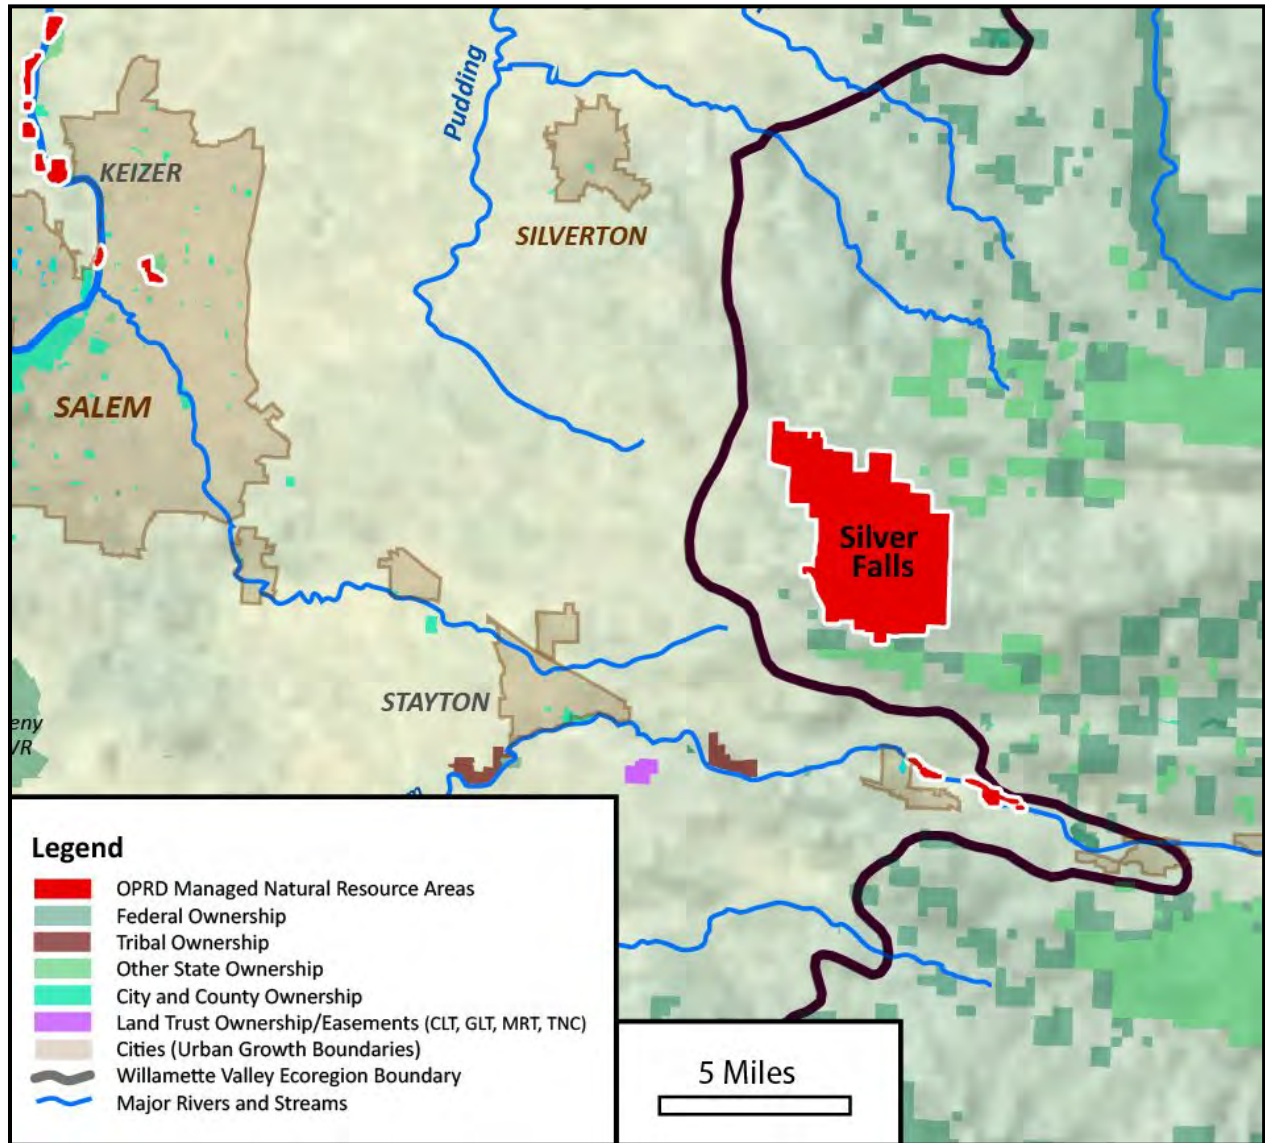 Pudding
KEIZER
SILVERTON
SALEM
Silver
Falls
STAYTON
eny
VR
m
Legend
OPRD Managed Natural Resource Areas
Federal Ownership
Tribal Ownership
Other State Ownership
City and County Ownership
Land Trust Ownership/Easements (CLT, GLT, MRT, TNC)
Cities (Urban Growth Boundaries)
Willamette Valley Ecoregion Boundary
Major Rivers and Streams
5 Miles